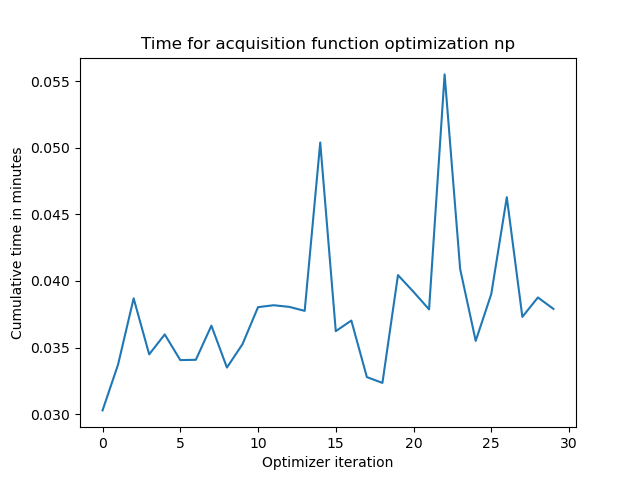 Time for acquisition function optimization np
0.055
0.050
0.045
0.040
0.035
0.030
Cumulative time in minutes
0 5 10 15 20 25 30
Optimizer iteration